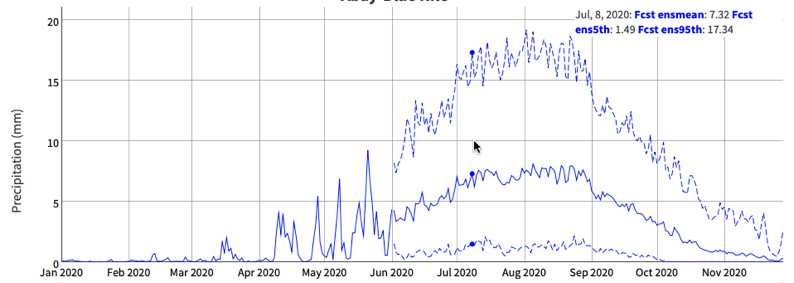 Jul, 8, 2020: Fcst ensmean: 7.32 Fcst
ens5th: 1.49 Fcst ens95th: 17.34
20
15
10
5
0
Precipitation (mm)
Jan 2020 Feb 2020 Mar 2020 Apr 2020 May 2020 Jun 2020 Jul 2020 Aug 2020 Sep 2020 Oct 2020 Nov 2020